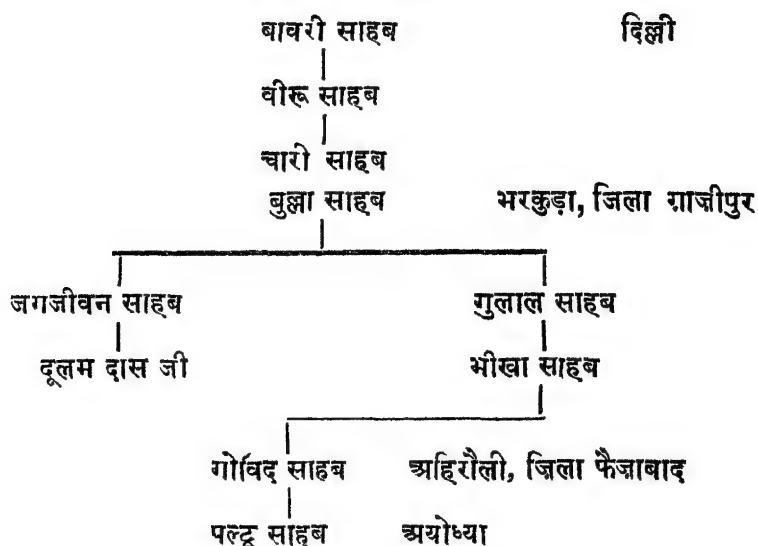 बावरी साहब दिल्ली
वीरू साहब
चारी साहब
बुल्ला साहब भरकुड़ा, जिला ग़ाजीपुर
जगजीवन साहब गुलाल साहब
दूलम दास जी भीखा साहब
गोविंद साहब अहिरौली, ज़िला फैज़ाबाद
पल्टू साहब अयोध्या